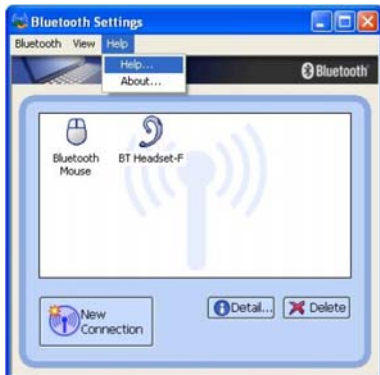 Bluetooth Settings
Bluetooth View Help
Help...
About...
Bluetooth
Bluetooth Mouse
BT Headset-F
New Connection
Detail...
Delete